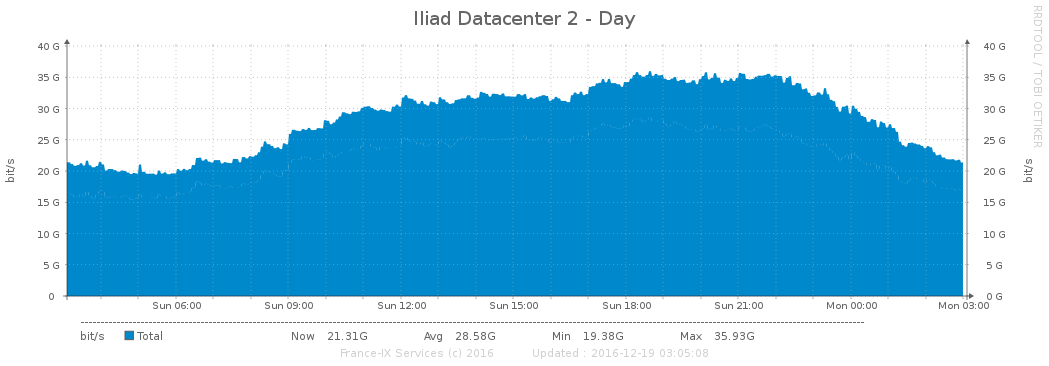 Iliad Datacenter 2 - Day
RRDTOOL / TOBI OETIKER
40 G 40 G
35 G 35 G
30 G 30 G
25 G 25 G
20 G 20 G
15 G 15 G
10 G 10 G
5 G 5 G
0 0 G
bit/s bit/s
Sun 06:00 Sun 09:00 Sun 12:00 Sun 15:00 Sun 18:00 Sun 21:00 Mon 00:00 Mon 03:00
bit/s Total Now 21.31G Avg 28.58G Min 19.38G Max 35.93G
France-IX Services (c) 2016 Updated : 2016-12-19 03:05:08